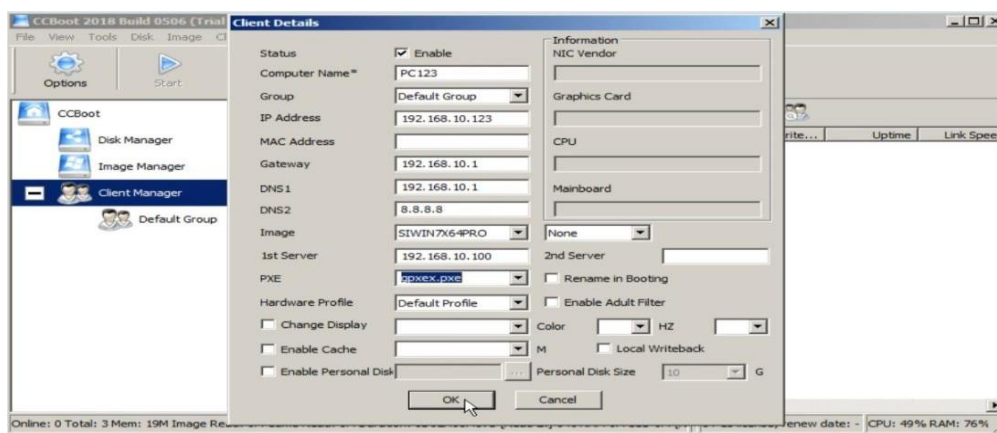 CCBoot 2018 Build 0506 (Trial
Client Details
File View Tools Disk Image Cl
Options
Start
CCBoot
Disk Manager
Image Manager
Client Manager
Default Group
Status
Enable
Computer Name*
PC123
Group
Default Group
IP Address
192.168.10.123
MAC Address
Gateway
192.168.10.1
DNS1
192.168.10.1
DNS2
8.8.8.8
Image
SIWIN7X64PRO
None
1st Server
192.168.10.100
2nd Server
PXE
gpxex.pxe
Rename in Booting
Hardware Profile
Default Profile
Enable Adult Filter
Change Display
Color
HZ
Enable Cache
M
Local Writeback
Enable Personal Disk
...
Personal Disk Size
10
G
OK
Cancel
Information
NIC Vendor
Graphics Card
CPU
Mainboard
rite...
Uptime
Link Spee
Online: 0 Total: 3 Mem: 19M Image Re
renew date: -
CPU: 49% RAM: 76%